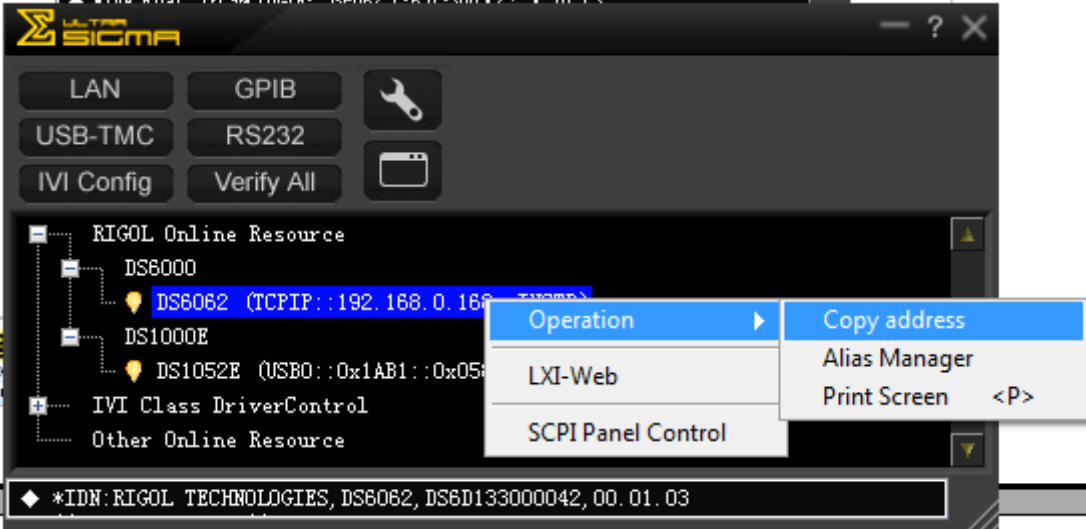 ULTRA
SIGMA
?
LAN GPIB
USB-TMC RS232
IVI Config Verify All
RIGOL Online Resource
DS6000
DS6062 (TCPIP::192.168.0.168
Operation
Copy address
DS1000E
Alias Manager
DS1052E (USB0::0x1AB1::0x05
LXI-Web
Print Screen <P>
IVI Class DriverControl
Other Online Resource
SCPI Panel Control
*IDN:RIGOL TECHNOLOGIES,DS6062,DS6D133000042,00.01.03